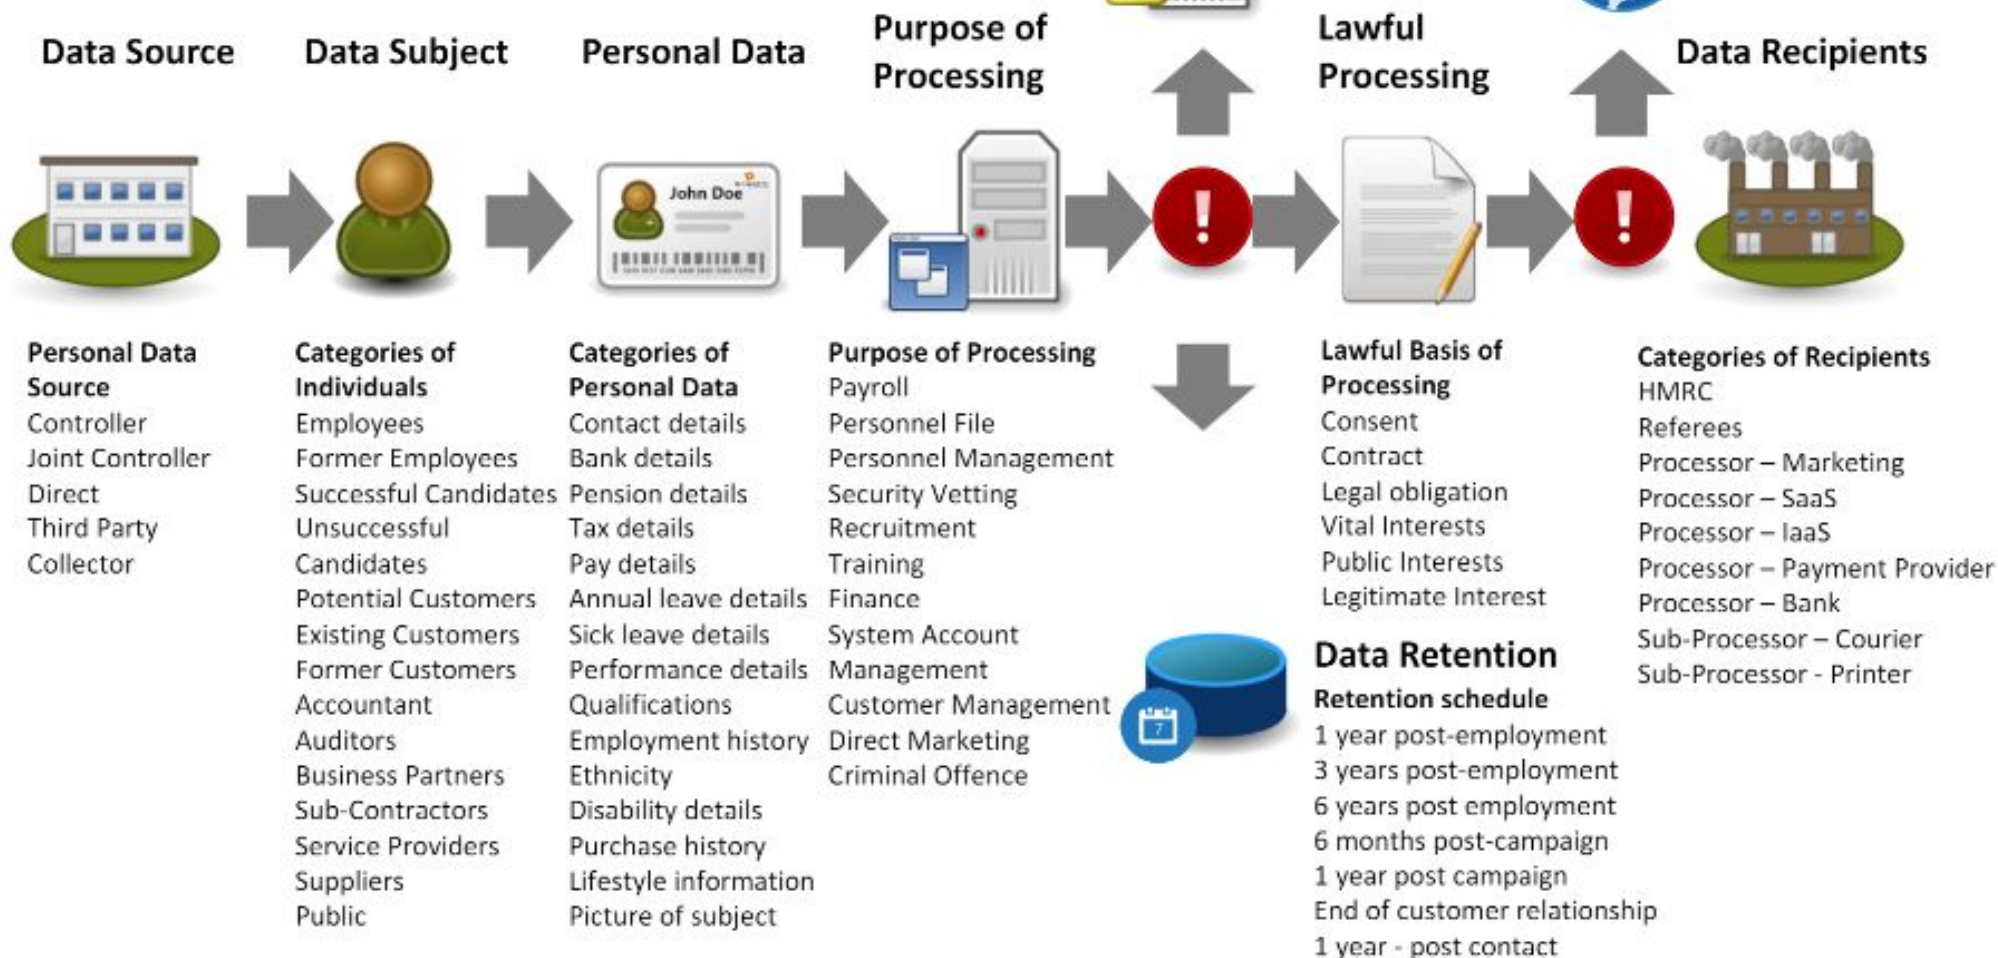 Data Source
Data Subject
Personal Data
Purpose of
Processing
Lawful
Processing
Data Recipients
John Doe
Personal Data
Source
Controller
Joint Controller
Direct
Third Party
Collector
Categories of
Individuals
Employees
Former Employees
Successful Candidates
Unsuccessful
Candidates
Potential Customers
Existing Customers
Former Customers
Accountant
Auditors
Business Partners
Sub-Contractors
Service Providers
Suppliers
Public
Categories of
Personal Data
Contact details
Bank details
Pension details
Tax details
Pay details
Annual leave details
Sick leave details
Performance details
Qualifications
Employment history
Ethnicity
Disability details
Purchase history
Lifestyle information
Picture of subject
Purpose of Processing
Payroll
Personnel File
Personnel Management
Security Vetting
Recruitment
Training
Finance
System Account
Management
Customer Management
Direct Marketing
Criminal Offence
7
Lawful Basis of
Processing
Consent
Contract
Legal obligation
Vital Interests
Public Interests
Legitimate Interest
Data Retention
Retention schedule
1 year post-employment
3 years post-employment
6 years post employment
6 months post-campaign
1 year post campaign
End of customer relationship
1 year - post contact
Categories of Recipients
HMRC
Referees
Processor – Marketing
Processor – SaaS
Processor – IaaS
Processor – Payment Provider
Processor – Bank
Sub-Processor – Courier
Sub-Processor - Printer